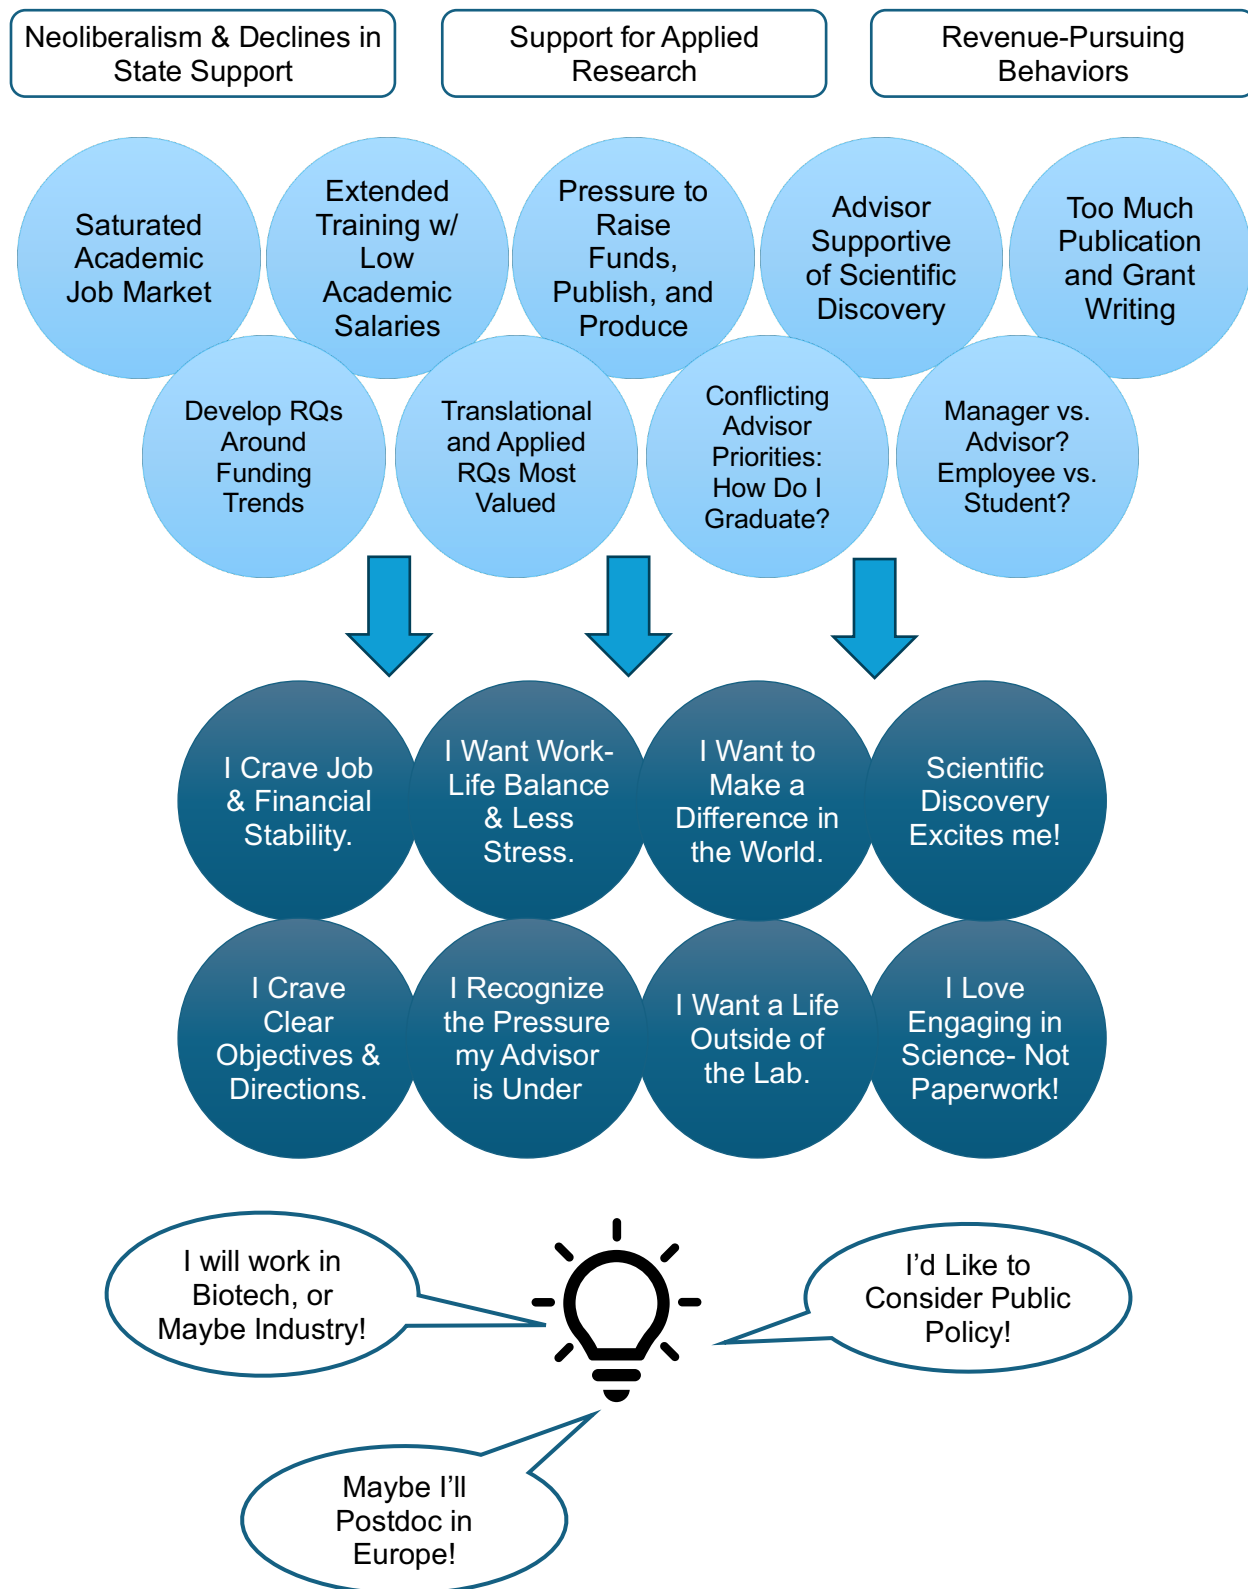 Neoliberalism & Declines in
State Support
Support for Applied
Research
Revenue-Pursuing
Behaviors
Saturated
Academic
Job Market
Extended
Training w/
Low
Academic
Salaries
Pressure to
Raise
Funds,
Publish, and
Produce
Advisor
Supportive
of Scientific
Discovery
Too Much
Publication
and Grant
Writing
Develop RQs
Around
Funding
Trends
Translational
and Applied
RQs Most
Valued
Conflicting
Advisor
Priorities:
How Do I
Graduate?
Manager vs.
Advisor?
Employee vs.
Student?
I Crave Job
& Financial
Stability.
I Want Work-
Life Balance
& Less
Stress.
I Want to
Make a
Difference in
the World.
Scientific
Discovery
Excites me!
I Crave
Clear
Objectives &
Directions.
I Recognize
the Pressure
my Advisor
is Under
I Want a Life
Outside of
the Lab.
I Love
Engaging in
Science- Not
Paperwork!
I will work in
Biotech, or
Maybe Industry!
I'd Like to
Consider Public
Policy!
Maybe I'll
Postdoc in
Europe!